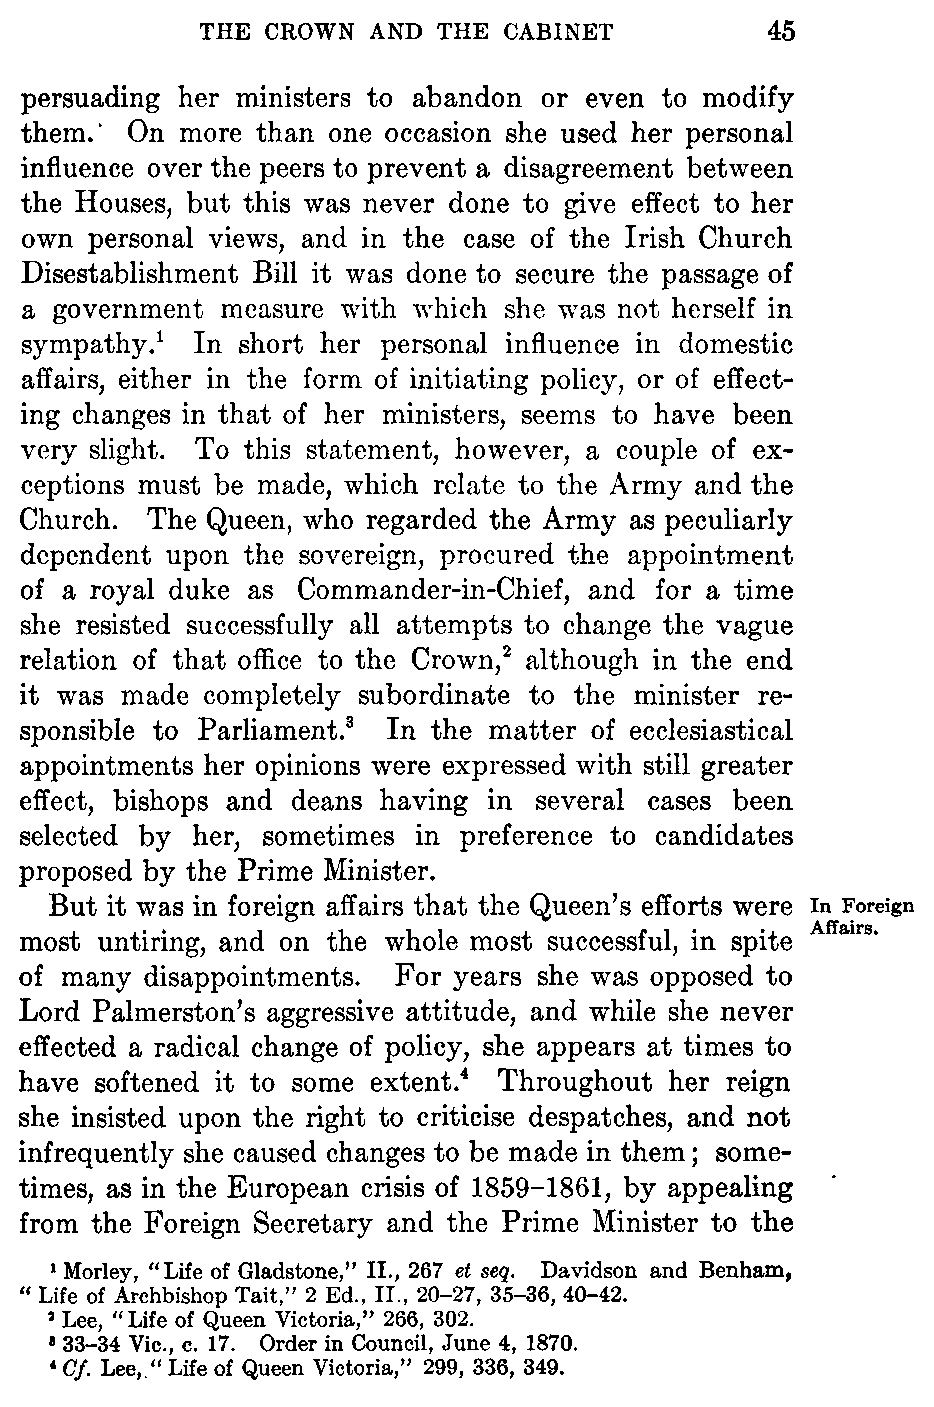 THE CROWN AND THE CABINET 45
persuading her ministers to abandon or even to modify
them. On more than one occasion she used her personal
influence over the peers to prevent a disagreement between
the Houses, but this was never done to give effect to her
own personal views, and in the case of the Irish Church
Disestablishment Bill it was done to secure the passage of
a government measure with which she was not herself in
sympathy.¹ In short her personal influence in domestic
affairs, either in the form of initiating policy, or of effect-
ing changes in that of her ministers, seems to have been
very slight. To this statement, however, a couple of ex-
ceptions must be made, which relate to the Army and the
Church. The Queen, who regarded the Army as peculiarly
dependent upon the sovereign, procured the appointment
of a royal duke as Commander-in-Chief, and for a time
she resisted successfully all attempts to change the vague
relation of that office to the Crown,² although in the end
it was made completely subordinate to the minister re-
sponsible to Parliament.³ In the matter of ecclesiastical
appointments her opinions were expressed with still greater
effect, bishops and deans having in several cases been
selected by her, sometimes in preference to candidates
proposed by the Prime Minister.
But it was in foreign affairs that the Queen's efforts were
In Foreign
Affairs.
most untiring, and on the whole most successful, in spite
of many disappointments. For years she was opposed to
Lord Palmerston's aggressive attitude, and while she never
effected a radical change of policy, she appears at times to
have softened it to some extent.⁴ Throughout her reign
she insisted upon the right to criticise despatches, and not
infrequently she caused changes to be made in them; some-
times, as in the European crisis of 1859–1861, by appealing
from the Foreign Secretary and the Prime Minister to the
¹ Morley, "Life of Gladstone," II., 267 et seq. Davidson and Benham,
"Life of Archbishop Tait," 2 Ed., II., 20–27, 35–36, 40–42.
² Lee, "Life of Queen Victoria," 266, 302.
³ 33–34 Vic., c. 17. Order in Council, June 4, 1870.
⁴ Cf. Lee, "Life of Queen Victoria," 299, 336, 349.